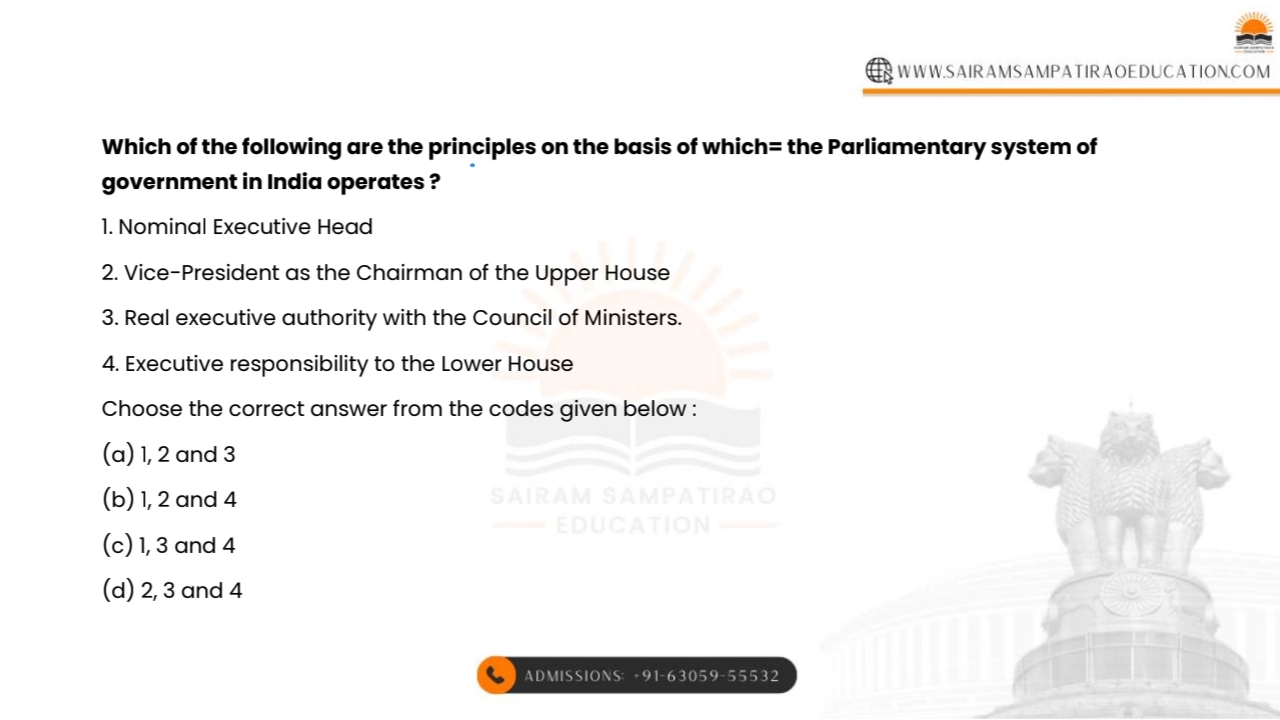 WWW.SAIRAMSAMPATIRAOEDUCATION.COM
Which of the following are the principles on the basis of which= the Parliamentary system of
government in India operates ?
1. Nominal Executive Head
2. Vice-President as the Chairman of the Upper House
3. Real executive authority with the Council of Ministers.
4. Executive responsibility to the Lower House
Choose the correct answer from the codes given below :
(a) 1, 2 and 3
(b) 1, 2 and 4
(c) 1, 3 and 4
(d) 2, 3 and 4
SAIRAM SAMPATIRAO
EDUCATION
ADMISSIONS: +91-63059-55532